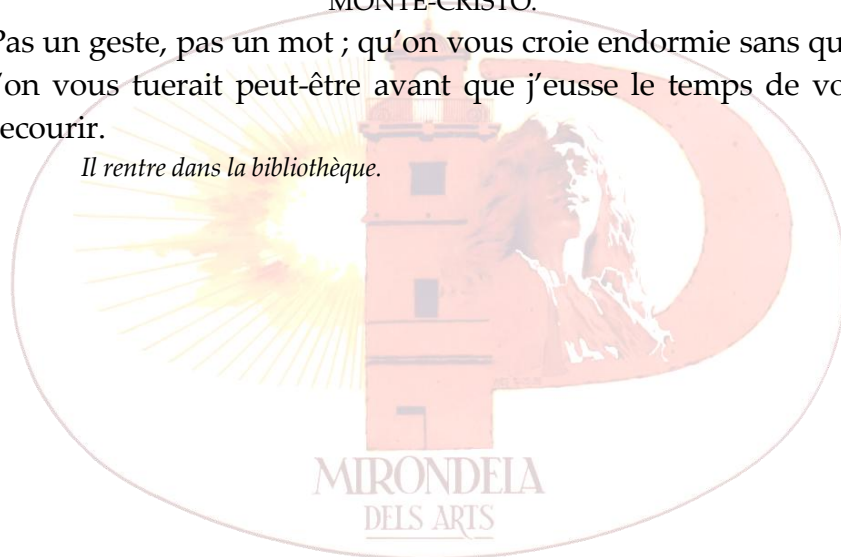 MONTE-CRISTO.
Pas un geste, pas un mot ; qu’on vous croie endormie sans qu
’on vous tuerait peut-être avant que j’eusse le temps de vo
secourir.
Il rentre dans la bibliothèque.
MIRONDELA
DELS ARTS